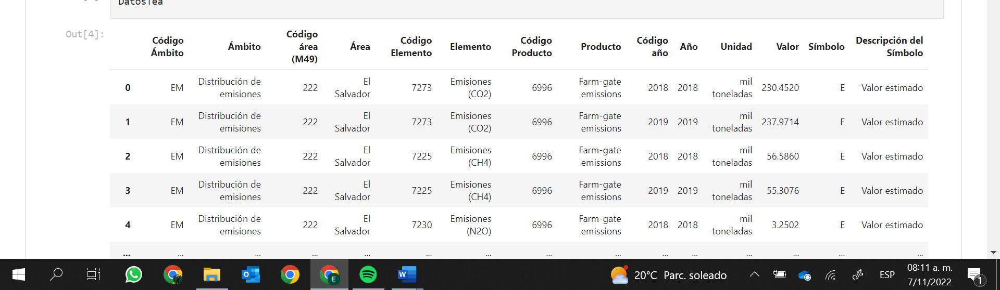 DatosTea
Out[4]:
Código Ámbito Ámbito Código área (M49) Área Código Elemento Elemento Código Producto Producto Código año Año Unidad Valor Símbolo Descripción del Símbolo
0 EM Distribución de emisiones 222 El Salvador 7273 Emisiones (CO2) 6996 Farm-gate emissions 2018 2018 mil toneladas 230.4520 E Valor estimado
1 EM Distribución de emisiones 222 El Salvador 7273 Emisiones (CO2) 6996 Farm-gate emissions 2019 2019 mil toneladas 237.9714 E Valor estimado
2 EM Distribución de emisiones 222 El Salvador 7225 Emisiones (CH4) 6996 Farm-gate emissions 2018 2018 mil toneladas 56.5860 E Valor estimado
3 EM Distribución de emisiones 222 El Salvador 7225 Emisiones (CH4) 6996 Farm-gate emissions 2019 2019 mil toneladas 55.3076 E Valor estimado
4 EM Distribución de emisiones 222 El Salvador 7230 Emisiones (N2O) 6996 Farm-gate emissions 2018 2018 mil toneladas 3.2502 E Valor estimado
... ... ... ... ... ... ... ... ... ... ... ... ... ... ...
20°C Parc. soleado ESP 08:11 a. m.
7/11/2022 1